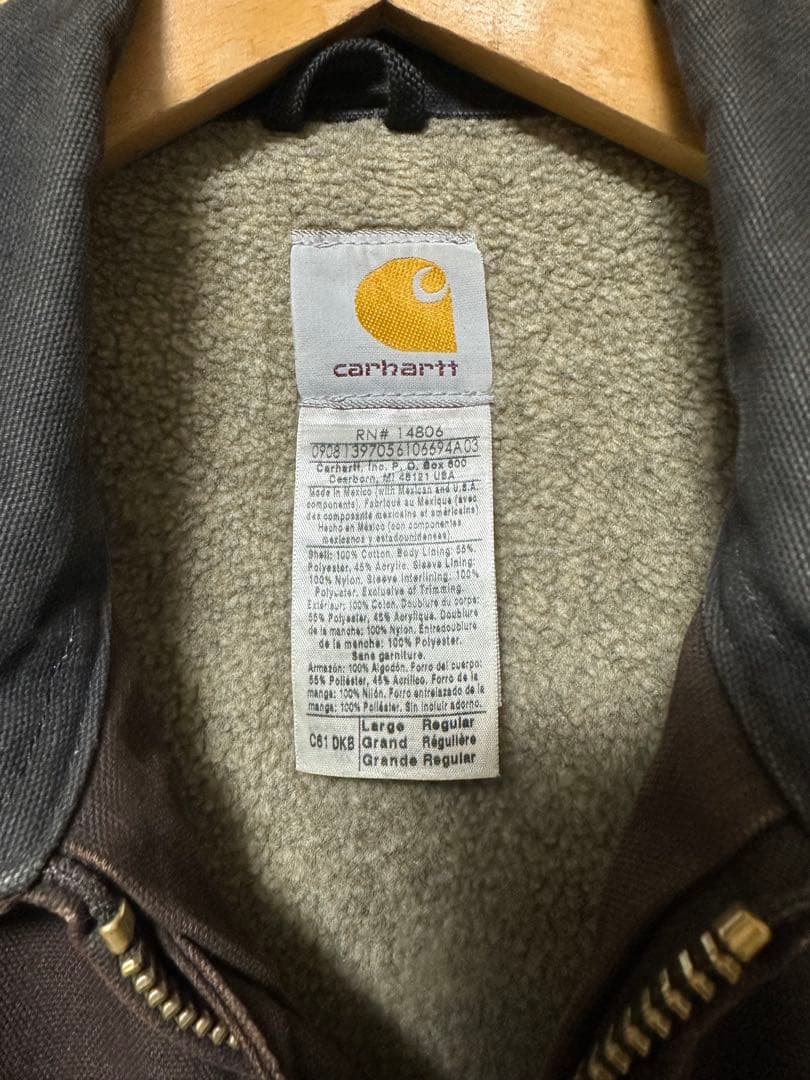 carhartt
RN# 14806
09081397056106694A03
Carhartt, Inc. P. O. Box 600
Dearborn, MI 48121 USA
Made in Mexico (with Mexican and U.S.A.
components). Fabriqué au Mexique (avec
des composants mexicains et américains).
Hecho en México (con componentes
mexicanos y estadounidenses).
Shell: 100% Cotton. Body Lining: 55%
Polyester, 45% Acrylic. Sleeve Lining:
100% Nylon. Sleeve Interlining: 100%
Polyester. Exclusive of Trimming.
Extérieur: 100% Coton. Doublure du corps:
55% Polyester, 45% Acrylique. Doublure
de la manche: 100% Nylon. Entredoublure
de la manche: 100% Polyester.
Sans garniture.
Armazón: 100% Algodón. Forro del cuerpo:
55% Poliéster, 45% Acrílico. Forro de la
manga: 100% Nilón. Forro entrelazado de la
manga: 100% Poliéster. Sin incluir adorno.
C61 DKB
Large Regular
Grand Régulière
Grande Regular